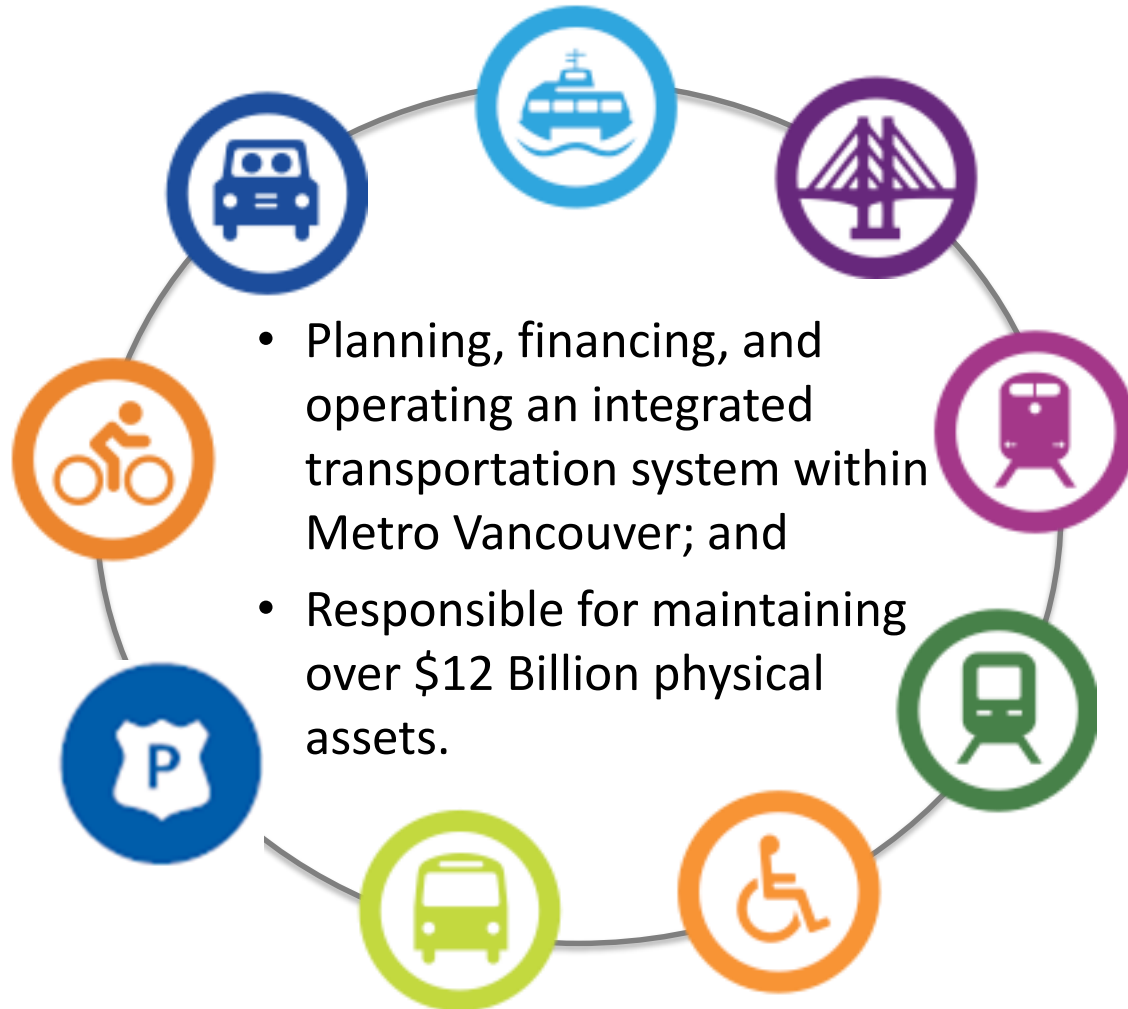 • Planning, financing, and
operating an integrated
transportation system within
Metro Vancouver; and
• Responsible for maintaining
over $12 Billion physical
assets.
P